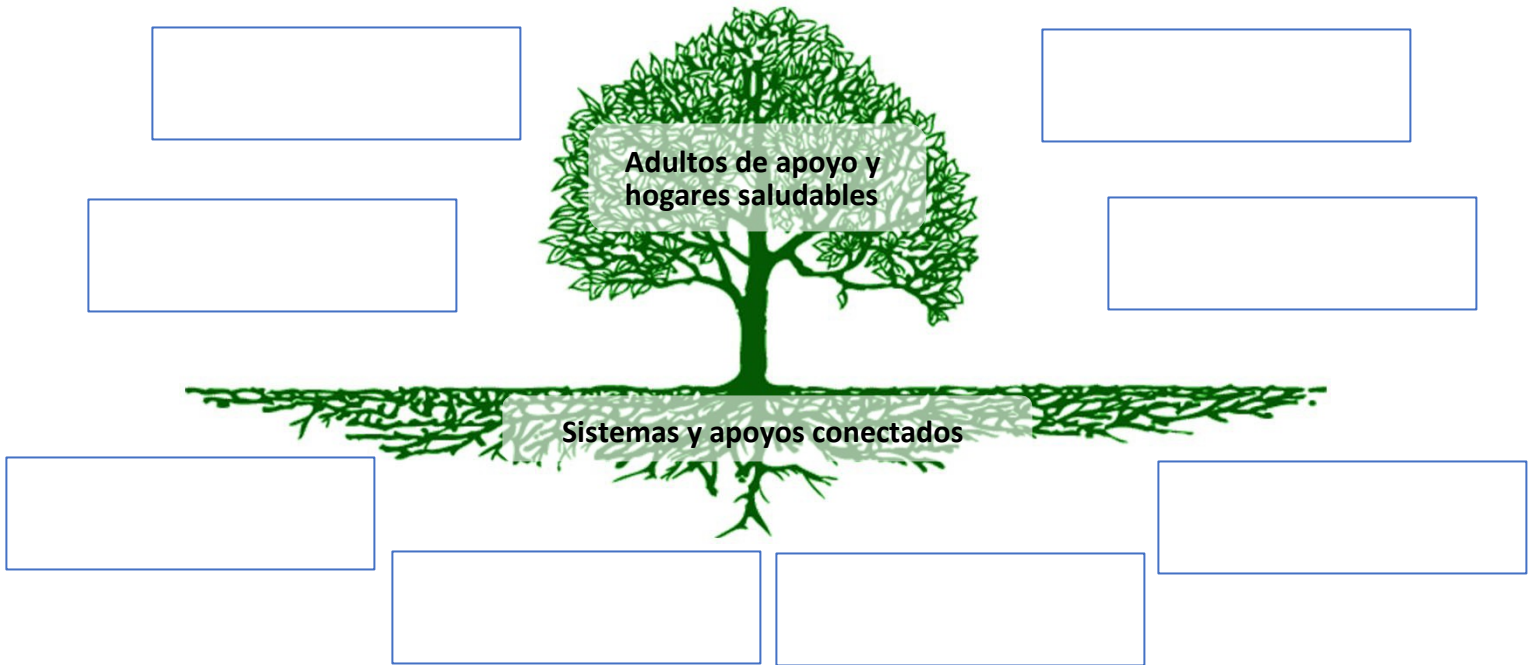 Adultos de apoyo y
hogares saludables
Sistemas y apoyos conectados